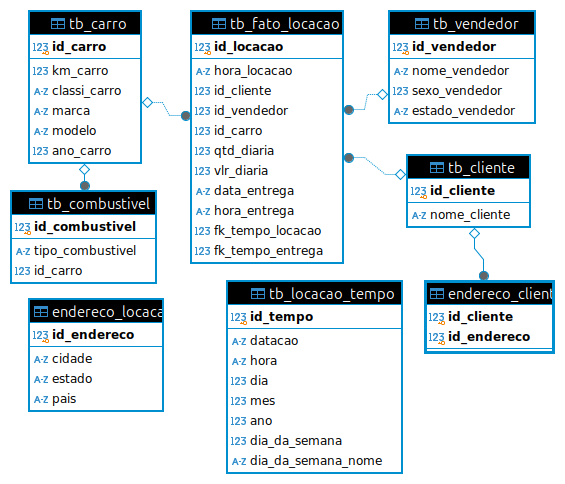 tb_carro
123 id_carro
123 km_carro
A-Z classi_carro
A-Z marca
A-Z modelo
123 ano_carro
tb_fato_locacao
123 id_locacao
A-Z hora_locacao
123 id_cliente
123 id_vendedor
123 id_carro
123 qtd_diaria
123 vlr_diaria
A-Z data_entrega
A-Z hora_entrega
123 fk_tempo_locacao
123 fk_tempo_entrega
tb_vendedor
123 id_vendedor
A-Z nome_vendedor
123 sexo_vendedor
A-Z estado_vendedor
tb_cliente
123 id_cliente
A-Z nome_cliente
tb_combustivel
123 id_combustivel
A-Z tipo_combustivel
123 id_carro
endereco_locaca
123 id_endereco
A-Z cidade
A-Z estado
A-Z pais
tb_locacao_tempo
123 id_tempo
A-Z datacao
A-Z hora
123 dia
123 mes
123 ano
123 dia_da_semana
A-Z dia_da_semana_nome
endereco_client
123 id_cliente
123 id_endereco